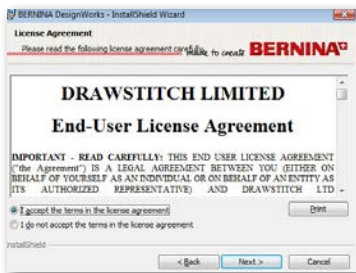 BERNINA DesignWorks - InstallShield Wizard
License Agreement
Please read the following license agreement carefully.
made to create BERNINA
DRAWSTITCH LIMITED
End-User License Agreement
IMPORTANT - READ CAREFULLY: THIS END USER LICENSE AGREEMENT
("the Agreement") IS A LEGAL AGREEMENT BETWEEN YOU (EITHER ON
BEHALF OF YOURSELF AS AN INDIVIDUAL OR ON BEHALF OF AN ENTITY AS
ITS AUTHORIZED REPRESENTATIVE) AND DRAWSTITCH LTD -
I accept the terms in the license agreement
Print
I do not accept the terms in the license agreement
InstallShield
< Back
Next >
Cancel